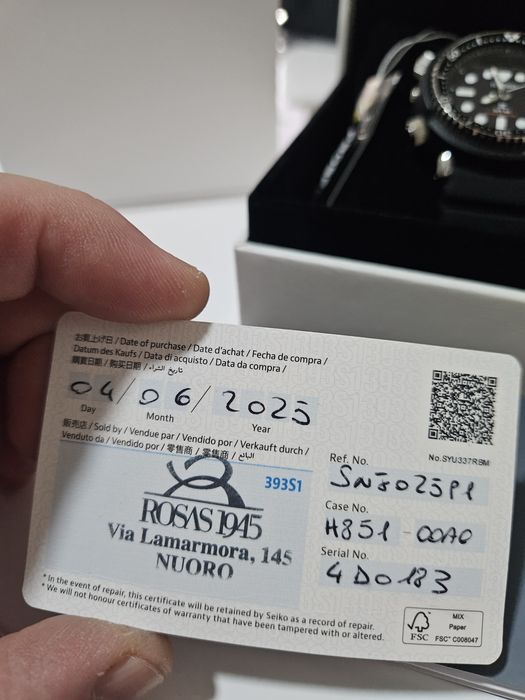 お買上げ日 / Date of purchase / Date d'achat / Fecha de compra /
Datum des Kaufs / Data di acquisto / Data da compra /
購買日期 / 购买日期 / تاريخ الشراء
04/06/2025
Day Month Year
販売店 / Sold by / Vendue par / Vendido por / Verkauft durch /
Venduto da / Vendido por / 零售商 / 零售商 / البائع
393S1
ROSAS 1945
Via Lamarmora, 145
NUORO
No.SYU337RBM
Ref. No.
SNJ025P1
Case No.
H851-00A0
Serial No.
4D0183
* In the event of repair, this certificate will be retained by Seiko as a record of repair.
* We will not honour certificates of warranty that have been tampered with or altered.
FSC
MIX
Paper
FSC™ C008047